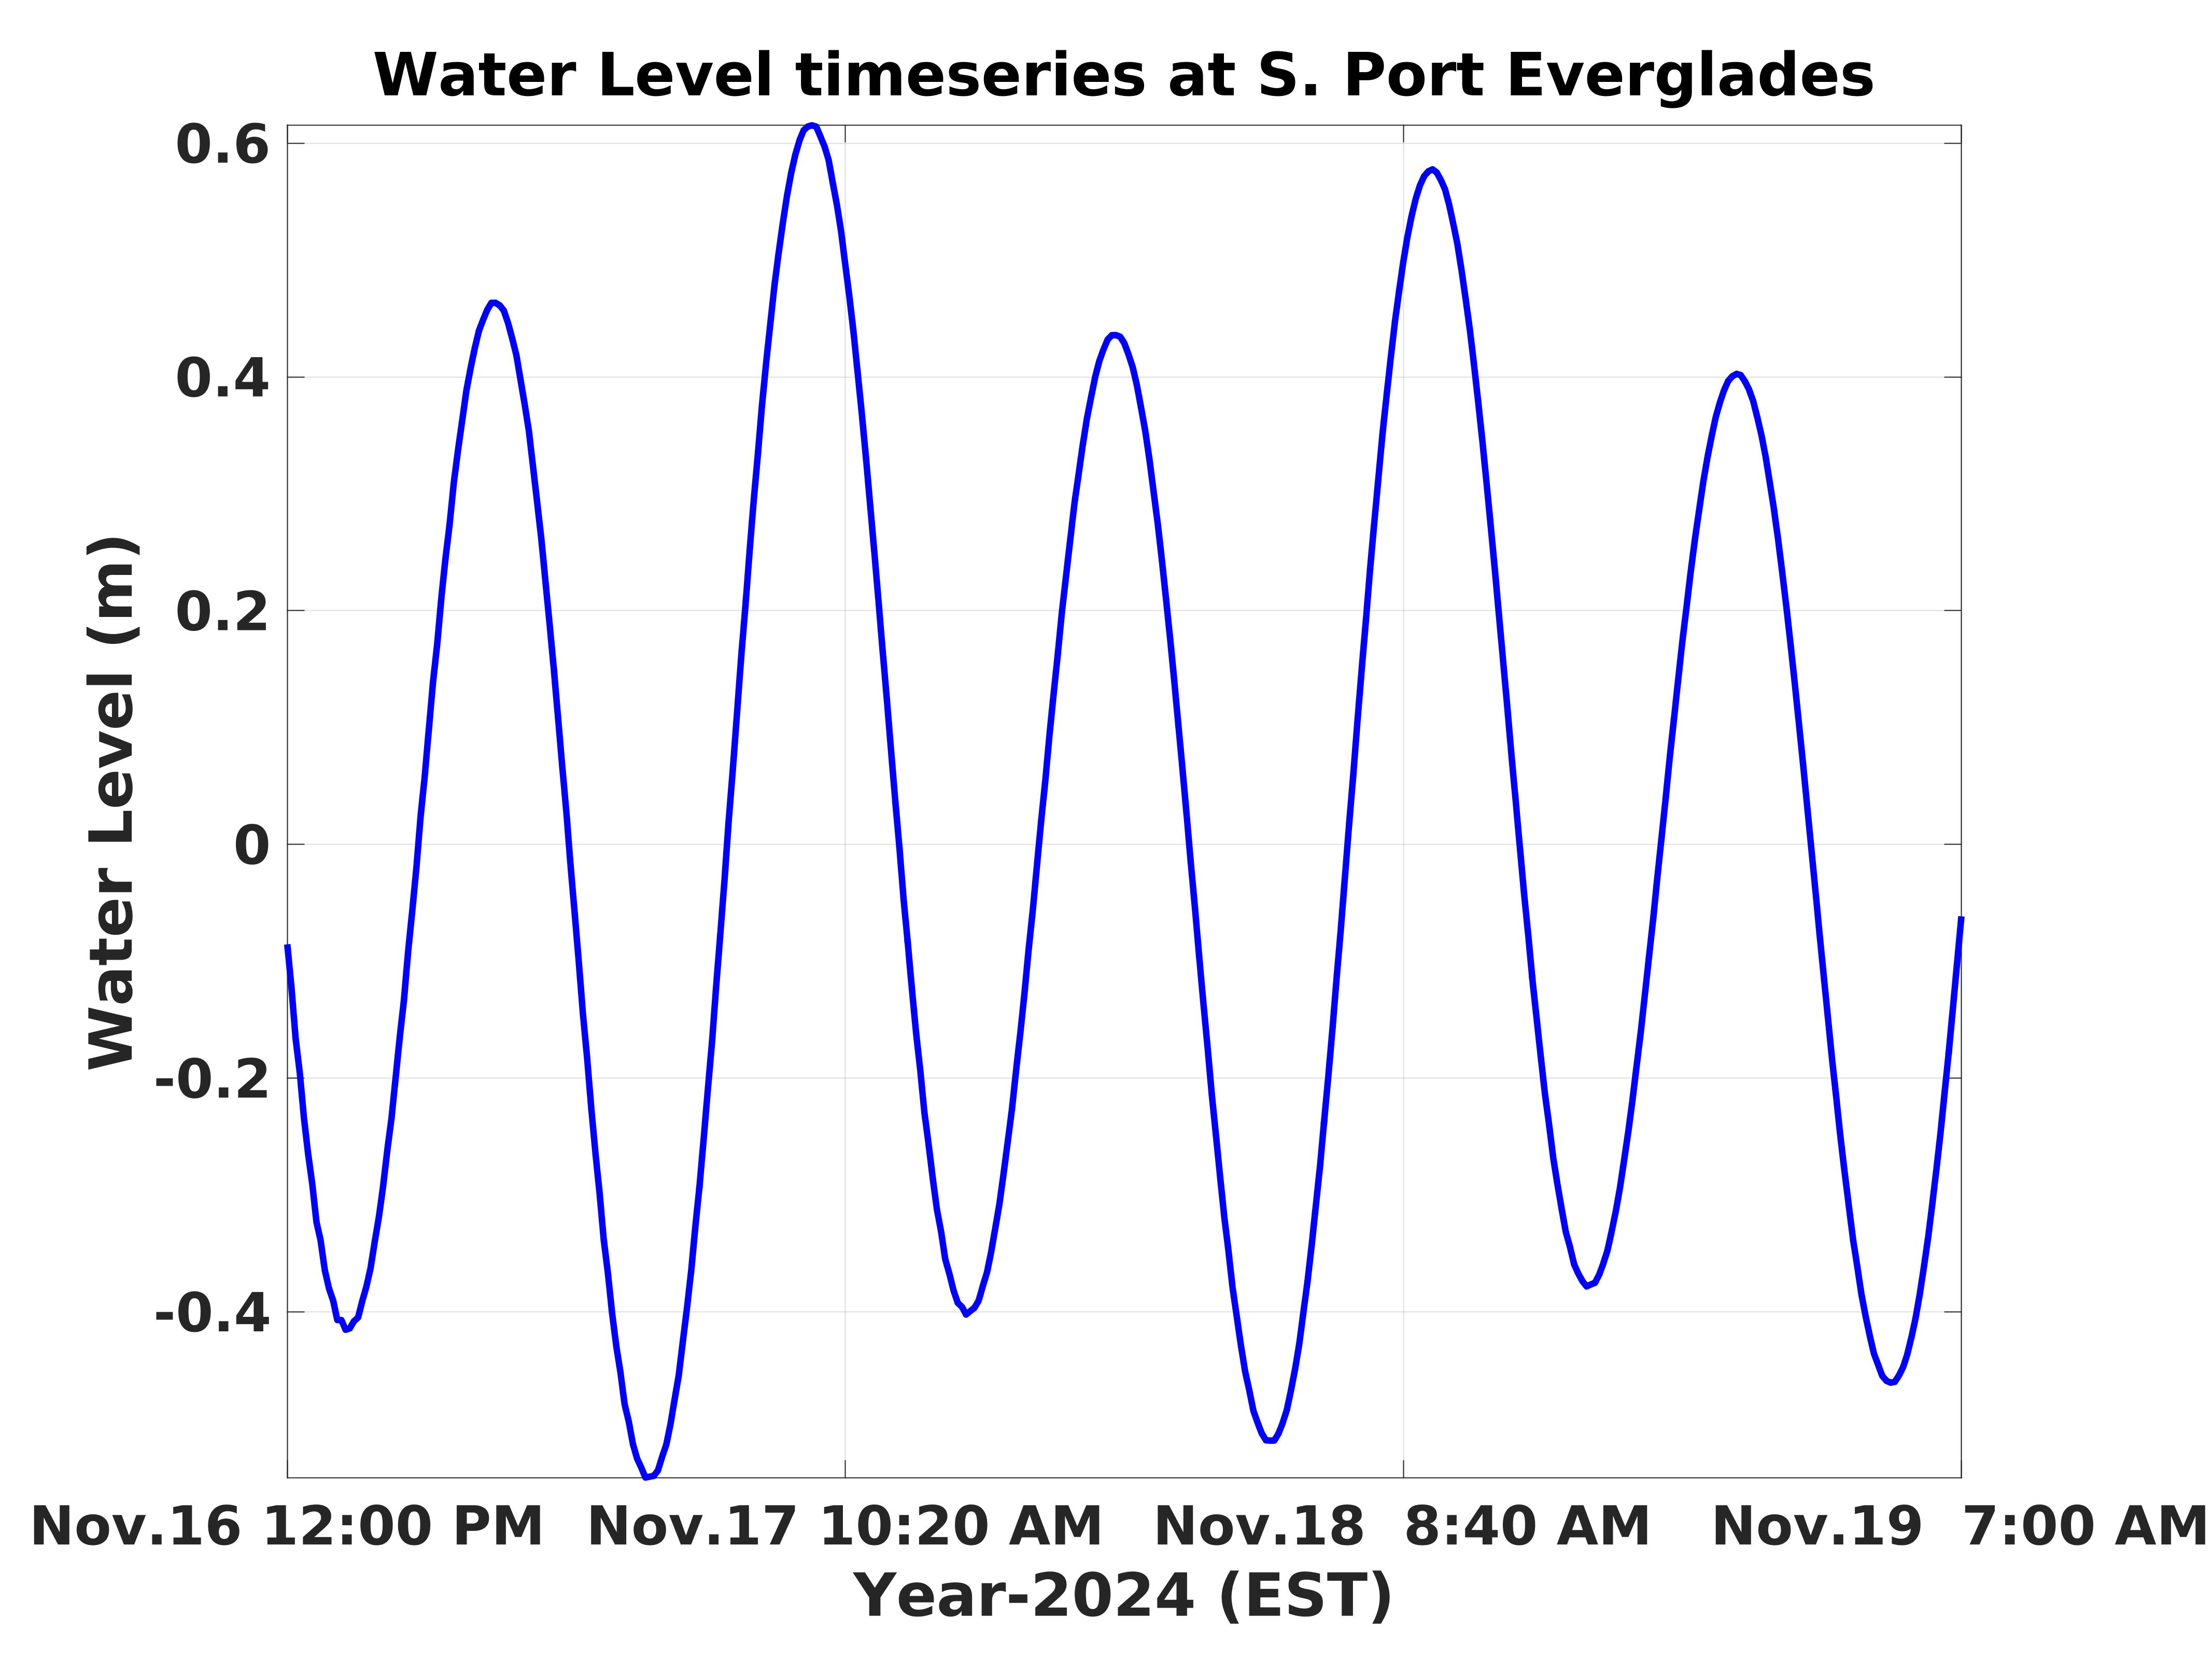 Water Level timeseries at S. Port Everglades
0.6
0.4
0.2
0
-0.2
-0.4
Water Level (m)
Nov.16 12:00 PM Nov.17 10:20 AM Nov.18 8:40 AM Nov.19 7:00 AM
Year-2024 (EST)